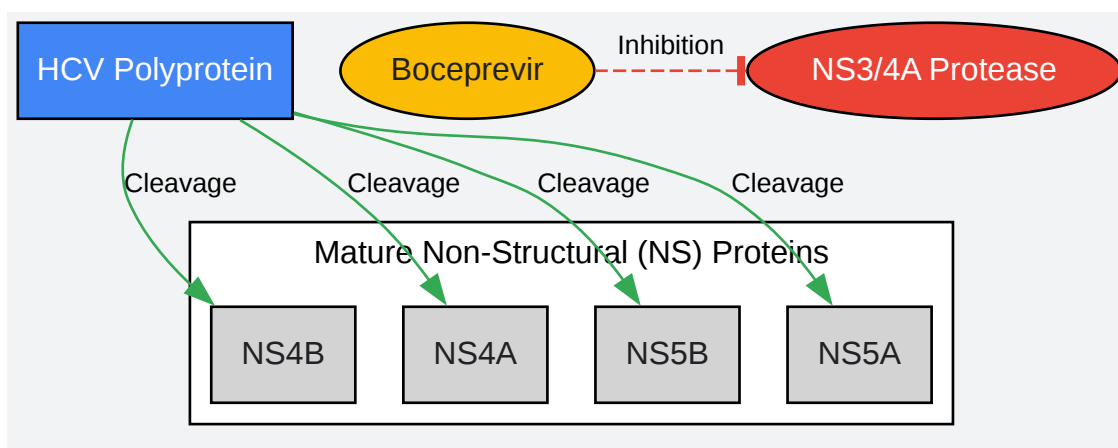 HCV Polyprotein
Boceprevir
Inhibition
NS3/4A Protease
Cleavage
Cleavage
Cleavage
Cleavage
Mature Non-Structural (NS) Proteins
NS4B
NS4A
NS5B
NS5A